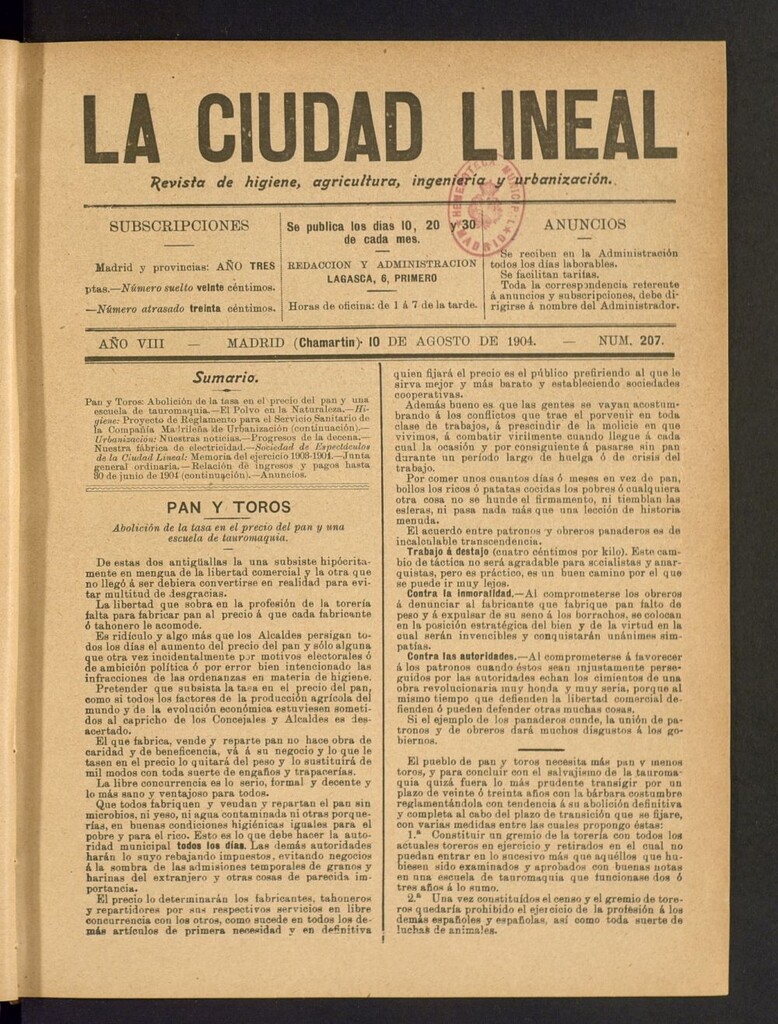 LA CIUDAD LINEAL
Revista de higiene, agricultura, ingeniería y urbanización.
HEMEROTECA MUNICIPAL
MADRID
SUBSCRIPCIONES
Madrid y provincias: AÑO TRES
ptas.—Número suelto veinte céntimos.
—Número atrasado treinta céntimos.
Se publica los dias 10, 20 y 30
de cada mes.
REDACCION Y ADMINISTRACION
LAGASCA, 6, PRIMERO
Horas de oficina: de 1 á 7 de la tarde.
ANUNCIOS
Se reciben en la Administración
todos los días laborables.
Se facilitan tarifas.
Toda la correspondencia referente
á anuncios y subscripciones, debe di-
rigirse á nombre del Administrador.
AÑO VIII — MADRID (Chamartín) 10 DE AGOSTO DE 1904. — NUM. 207.
Sumario.
Pan y Toros: Abolición de la tasa en el precio del pan y una
escuela de tauromaquia.—El Polvo en la Naturaleza.—Hi-
giene: Proyecto de Reglamento para el Servicio Sanitario de
la Compañía Madrileña de Urbanización (continuación).—
Urbanización: Nuestras noticias.—Progresos de la decena.—
Nuestra fábrica de electricidad.—Sociedad de Espectáculos
de la Ciudad Lineal: Memoria del ejercicio 1903-1904.—Junta
general ordinaria.—Relación de ingresos y pagos hasta
30 de junio de 1904 (continuación).—Anuncios.
PAN Y TOROS
Abolición de la tasa en el precio del pan y una
escuela de tauromaquia.
De estas dos antiguallas la una subsiste hipócrita-
mente en mengua de la libertad comercial y la otra que
no llegó á ser debiera convertirse en realidad para evi-
tar multitud de desgracias.
La libertad que sobra en la profesión de la torería
falta para fabricar pan al precio á que cada fabricante
ó tahonero le acomode.
Es ridículo y algo más que los Alcaldes persigan to-
dos los días el aumento del precio del pan y sólo alguna
que otra vez incidentalmente por motivos electorales ó
de ambición política ó por error bien intencionado las
infracciones de las ordenanzas en materia de higiene.
Pretender que subsista la tasa en el precio del pan,
como si todos los factores de la producción agrícola del
mundo y de la evolución económica estuviesen someti-
dos al capricho de los Concejales y Alcaldes es des-
acertado.
El que fabrica, vende y reparte pan no hace obra de
caridad y de beneficencia, va á su negocio y lo que le
tasen en el precio lo quitará del peso y lo sustituirá de
mil modos con toda suerte de engaños y trapacerías.
La libre concurrencia es lo serio, formal y decente y
lo más sano y ventajoso para todos.
Que todos fabriquen y vendan y repartan el pan sin
microbios, ni yeso, ni agua contaminada ni otras porque-
rías, en buenas condiciones higiénicas iguales para el
pobre y para el rico. Esto es lo que debe hacer la auto-
ridad municipal todos los días. Las demás autoridades
harán lo suyo rebajando impuestos, evitando negocios
á la sombra de las admisiones temporales de granos y
harinas del extranjero y otras cosas de parecida im-
portancia.
El precio lo determinarán los fabricantes, tahoneros
y repartidores por sus respectivos servicios en libre
concurrencia con los otros, como sucede en todos los de-
más artículos de primera necesidad y en definitiva
quien fijará el precio es el público prefiriendo al que le
sirva mejor y más barato y estableciendo sociedades
cooperativas.
Además bueno es que las gentes se vayan acostum-
brando á los conflictos que trae el porvenir en toda
clase de trabajos, á prescindir de la molicie en que
vivimos, á combatir virilmente cuando llegue á cada
cual la ocasión y por consiguiente á pasarse sin pan
durante un período largo de huelga ó de crisis del
trabajo.
Por comer unos cuantos días ó meses en vez de pan,
bollos los ricos ó patatas cocidas los pobres ó cualquiera
otra cosa no se hunde el firmamento, ni tiemblan las
esferas, ni pasa nada más que una lección de historia
menuda.
El acuerdo entre patronos y obreros panaderos es de
incalculable transcendencia.
Trabajo á destajo (cuatro céntimos por kilo). Este cam-
bio de táctica no será agradable para socialistas y anar-
quistas, pero es práctico, es un buen camino por el que
se puede ir muy lejos.
Contra la inmoralidad.—Al comprometerse los obreros
á denunciar al fabricante que fabrique pan falto de
peso y á expulsar de su seno á los borrachos, se colocan
en la posición estratégica del bien y de la virtud en la
cual serán invencibles y conquistarán unánimes sim-
patías.
Contra las autoridades.—Al comprometerse á favorecer
á los patronos cuando éstos sean injustamente perse-
guidos por las autoridades echan los cimientos de una
obra revolucionaria muy honda y muy seria, porque al
mismo tiempo que defienden la libertad comercial de-
fienden ó pueden defender otras muchas cosas.
Si el ejemplo de los panaderos cunde, la unión de pa-
tronos y de obreros dará muchos disgustos á los go-
biernos.
El pueblo de pan y toros necesita más pan y menos
toros, y para concluir con el salvajismo de la tauroma-
quia quizá fuera lo más prudente transigir por un
plazo de veinte ó treinta años con la bárbara costumbre
reglamentándola con tendencia á su abolición definitiva
y completa al cabo del plazo de transición que se fijare,
con varias medidas entre las cuales propongo éstas:
1.ª Constituir un gremio de la torería con todos los
actuales toreros en ejercicio y retirados en el cual no
puedan entrar en lo sucesivo más que aquéllos que hu-
biesen sido examinados y aprobados con buenas notas
en una escuela de tauromaquia que funcionase dos ó
tres años á lo sumo.
2.ª Una vez constituídos el censo y el gremio de tore-
ros quedaría prohibido el ejercicio de la profesión á los
demás españoles y españolas, así como toda suerte de
luchas de animales.